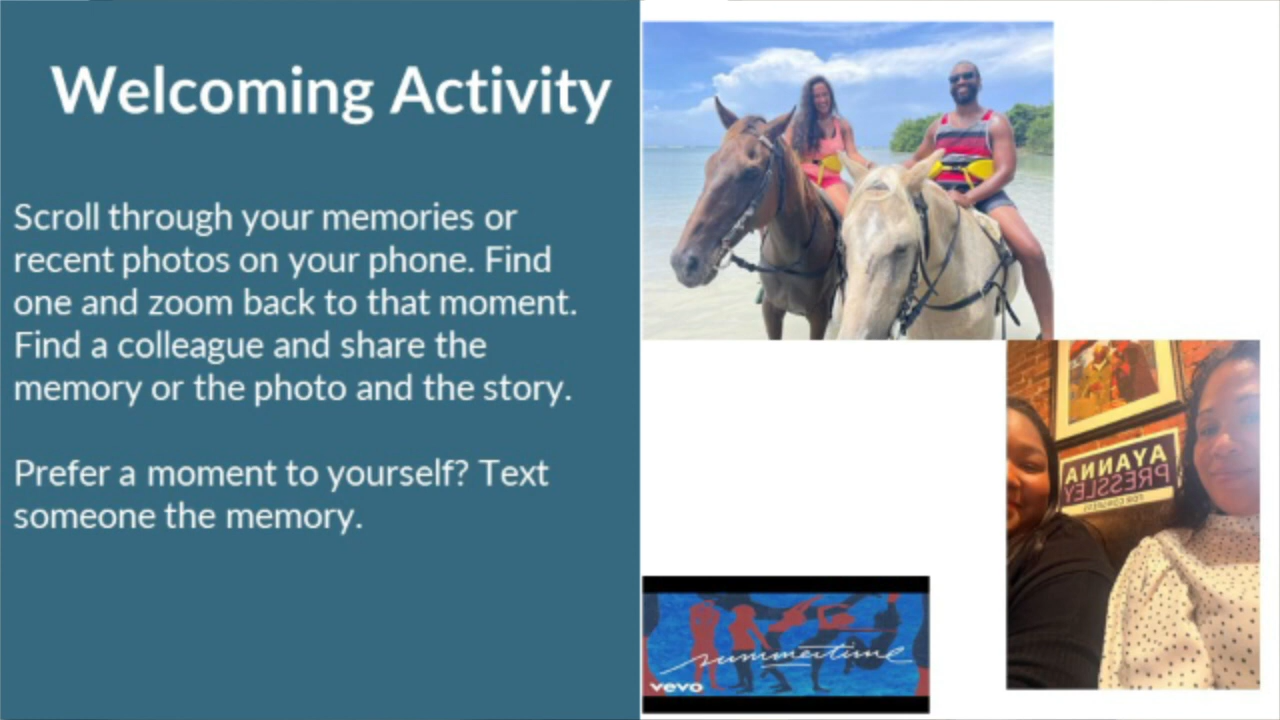 Welcoming Activity
Scroll through your memories or
recent photos on your phone. Find
one and zoom back to that moment.
Find a colleague and share the
memory or the photo and the story.
Prefer a moment to yourself? Text
someone the memory.
AYANNA
PRESSLEY
FOR CONGRESS
summertime
vevo